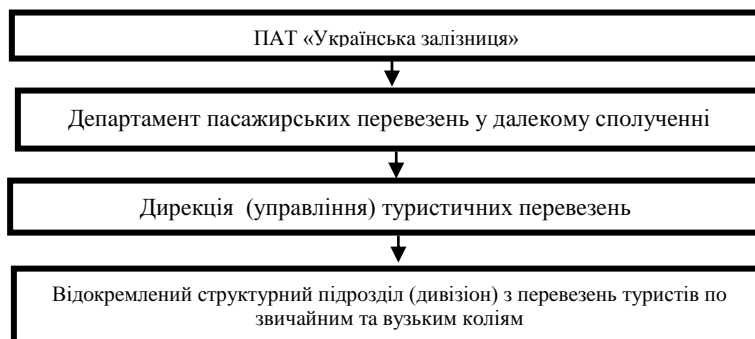 ПАТ «Українська залізниця»
Департамент пасажирських перевезень у далекому сполученні
Дирекція (управління) туристичних перевезень
Відокремлений структурний підрозділ (дивізіон) з перевезень туристів по
звичайним та вузьким коліям